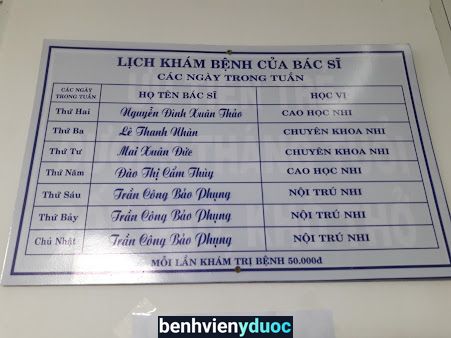 LỊCH KHÁM BỆNH CỦA BÁC SĨ
CÁC NGÀY TRONG TUẦN
CÁC NGÀY TRONG TUẦN HỌ TÊN BÁC SĨ HỌC VỊ
Thứ Hai Nguyễn Đình Xuân Thảo CAO HỌC NHI
Thứ Ba Lê Thanh Nhàn CHUYÊN KHOA NHI
Thứ Tư Mai Xuân Đức CHUYÊN KHOA NHI
Thứ Năm Đào Thị Cẩm Thúy CAO HỌC NHI
Thứ Sáu Trần Công Bảo Phụng NỘI TRÚ NHI
Thứ Bảy Trần Công Bảo Phụng NỘI TRÚ NHI
Chủ Nhật Trần Công Bảo Phụng NỘI TRÚ NHI
MỖI LẦN KHÁM TRỊ BỆNH 50.000đ
benhvienyduoc